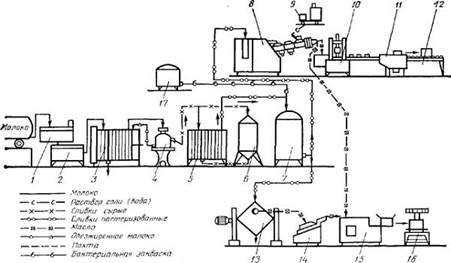 8
9
10
11
12
17
Молоко
1
2
3
4
5
6
7
Молоко
Раствор соли (вода)
Сливки сырые
Сливки пастеризованные
Масло
Обезжиренное молоко
Пахта
Бактериальная закваска
13
14
15
16